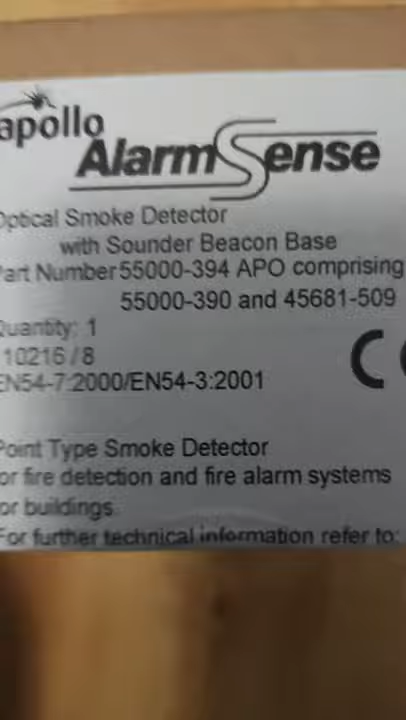 apollo
AlarmSense
Optical Smoke Detector
with Sounder Beacon Base
Part Number 55000-394 APO comprising
55000-390 and 45681-509
Quantity: 1
10216 / 8
EN54-7:2000/EN54-3:2001
CE
Point Type Smoke Detector
for fire detection and fire alarm systems
for buildings.
For further technical information refer to: